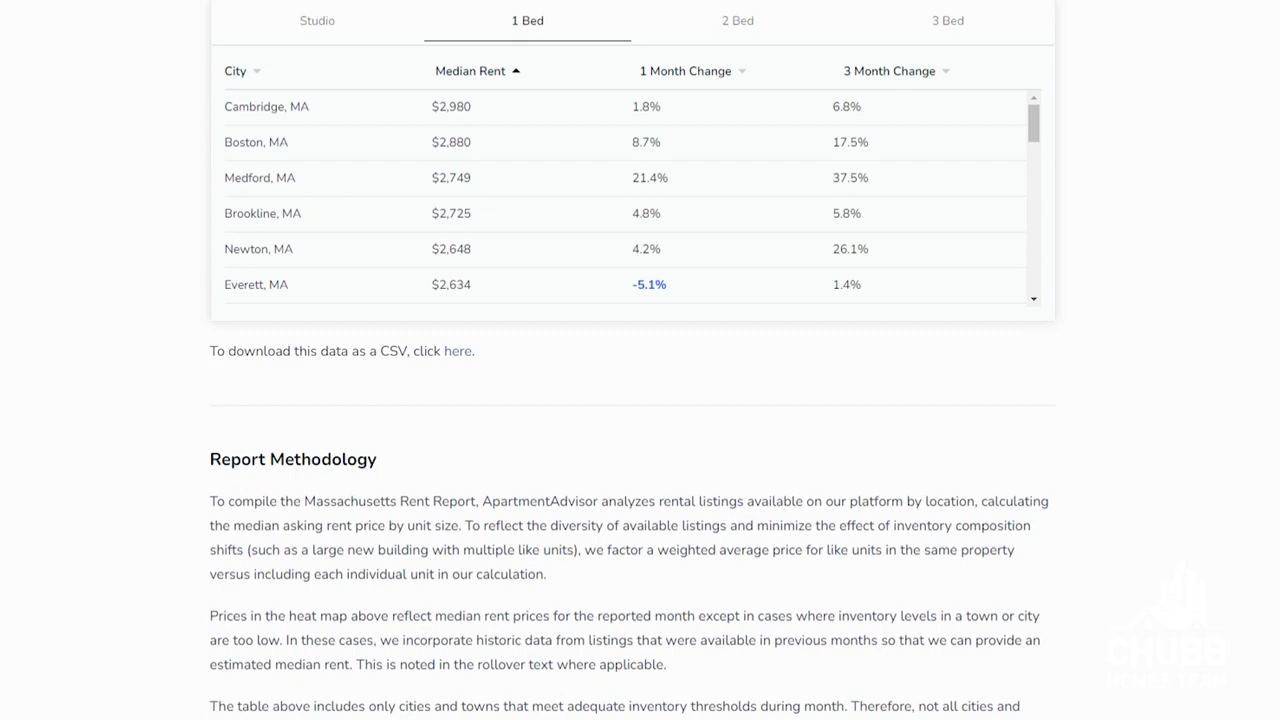 Studio 1 Bed 2 Bed 3 Bed
City Median Rent 1 Month Change 3 Month Change
Cambridge, MA $2,980 1.8% 6.8%
Boston, MA $2,880 8.7% 17.5%
Medford, MA $2,749 21.4% 37.5%
Brookline, MA $2,725 4.8% 5.8%
Newton, MA $2,648 4.2% 26.1%
Everett, MA $2,634 -5.1% 1.4%
To download this data as a CSV, click here.
Report Methodology
To compile the Massachusetts Rent Report, ApartmentAdvisor analyzes rental listings available on our platform by location, calculating
the median asking rent price by unit size. To reflect the diversity of available listings and minimize the effect of inventory composition
shifts (such as a large new building with multiple like units), we factor a weighted average price for like units in the same property
versus including each individual unit in our calculation.
Prices in the heat map above reflect median rent prices for the reported month except in cases where inventory levels in a town or city
are too low. In these cases, we incorporate historic data from listings that were available in previous months so that we can provide an
estimated median rent. This is noted in the rollover text where applicable.
The table above includes only cities and towns that meet adequate inventory thresholds during month. Therefore, not all cities and
CHUBB
HOMES TEAM